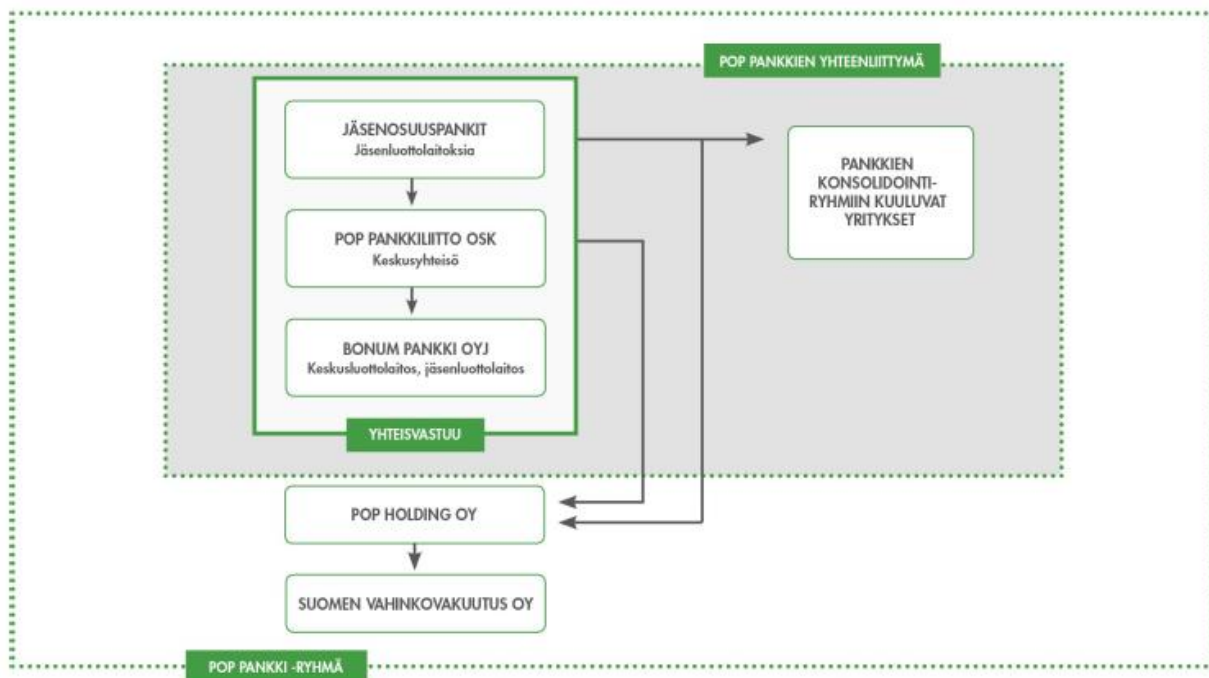 POP PANKKIEN YHTEENLIITTYMÄ
JÄSENOSUUSPANKIT
Jäsenluottolaitoksia
PANKKIEN
KONSOLIDOINTI-
RYHMIIN KUULUVAT
YRITYKSET
POP PANKKILIITTO OSK
Keskusyhteisö
BONUM PANKKI OYJ
Keskusluottolaitos, jäsenluottolaitos
YHTEISVASTUU
POP HOLDING OY
SUOMEN VAHINKOVAKUUTUS OY
POP PANKKI -RYHMÄ